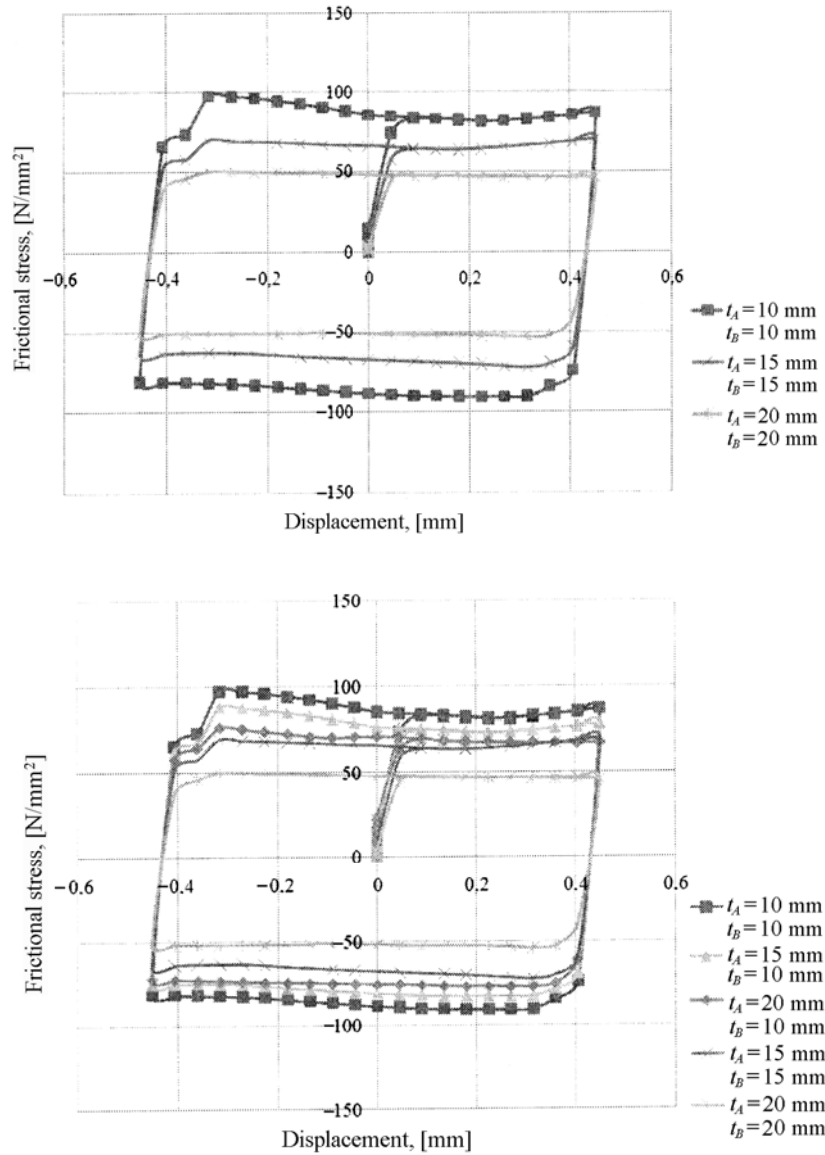 150
100
50
0
−50
−100
−150
−0,6
−0,4
−0,2
0
0,2
0,4
0,6
Frictional stress, [N/mm²]
Displacement, [mm]
t_A=10 mm
t_B=10 mm
t_A=15 mm
t_B=15 mm
t_A=20 mm
t_B=20 mm
150
100
50
0
−50
−100
−150
−0,6
−0,4
−0,2
0
0,2
0,4
0,6
Frictional stress, [N/mm²]
Displacement, [mm]
t_A=10 mm
t_B=10 mm
t_A=15 mm
t_B=10 mm
t_A=20 mm
t_B=10 mm
t_A=15 mm
t_B=15 mm
t_A=20 mm
t_B=20 mm